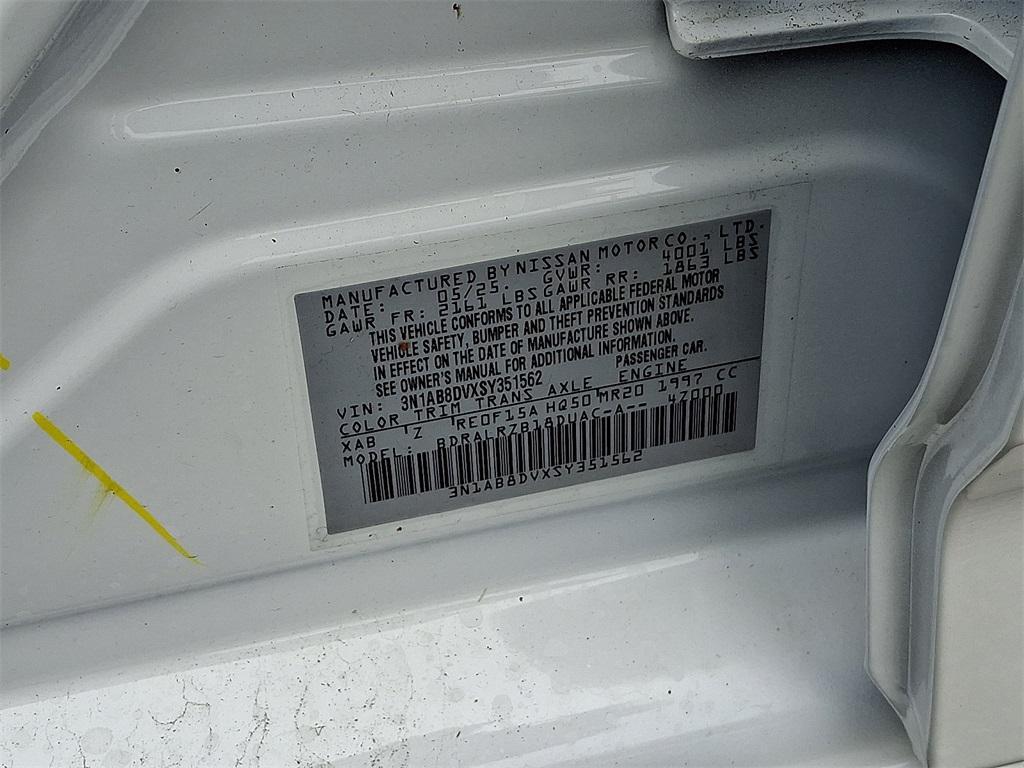 MANUFACTURED BY NISSAN MOTOR CO., LTD.
DATE: 05/25. GVWR: 4001 LBS
GAWR FR: 2161 LBS GAWR RR: 1863 LBS
THIS VEHICLE CONFORMS TO ALL APPLICABLE FEDERAL MOTOR
VEHICLE SAFETY, BUMPER AND THEFT PREVENTION STANDARDS
IN EFFECT ON THE DATE OF MANUFACTURE SHOWN ABOVE.
SEE OWNER'S MANUAL FOR ADDITIONAL INFORMATION.
VIN: 3N1AB8DVXSY351562 PASSENGER CAR.
COLOR TRIM TRANS AXLE ENGINE
XAB Z RE0F15A HQ50 MR20 1997 CC
MODEL: BDRALRZB18DUAC-A-- 4Z000
3N1AB8DVXSY351562